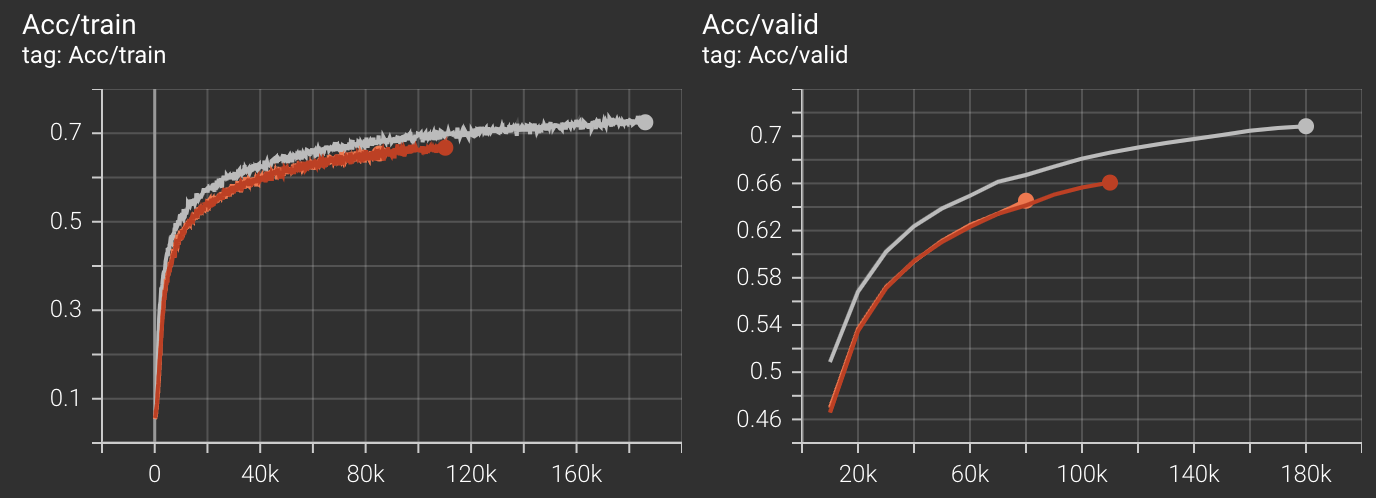 Acc/train
tag: Acc/train
0.7
0.5
0.3
0.1
0 40k 80k 120k 160k
Acc/valid
tag: Acc/valid
0.7
0.66
0.62
0.58
0.54
0.5
0.46
20k 60k 100k 140k 180k